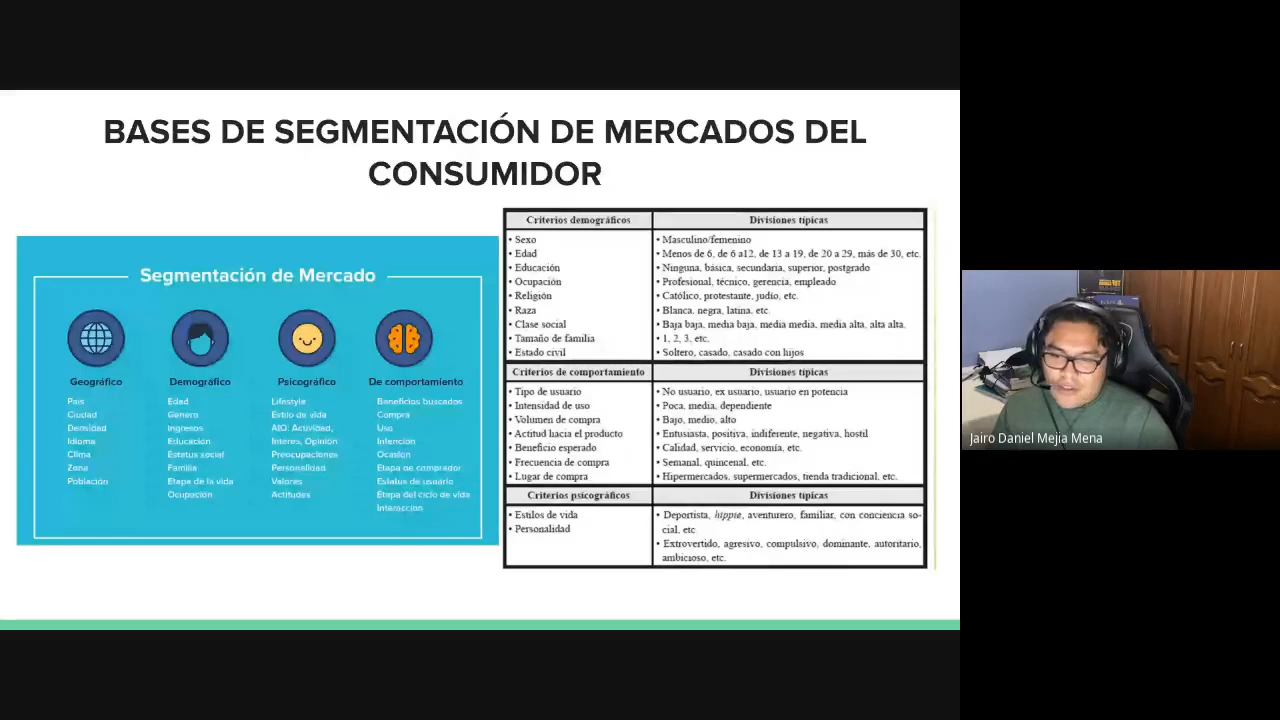 BASES DE SEGMENTACIÓN DE MERCADOS DEL
CONSUMIDOR
Segmentación de Mercado
Geográfico
País
Ciudad
Densidad
Idioma
Clima
Zona
Población
Demográfico
Edad
Género
Ingresos
Educación
Estatus social
Familia
Etapa de la vida
Ocupación
Psicográfico
Lifestyle
Estilo de vida
AIO: Actividad,
Interes, Opinión
Preocupaciones
Personalidad
Valores
Actitudes
De comportamiento
Beneficios buscados
Compra
Uso
Intención
Ocasión
Etapa de comprador
Estatus de usuario
Etapa del ciclo de vida
Interacción
Criterios demográficos Divisiones típicas
• Sexo • Masculino/femenino
• Edad • Menos de 6, de 6 a12, de 13 a 19, de 20 a 29, más de 30, etc.
• Educación • Ninguna, básica, secundaria, superior, postgrado
• Ocupación • Profesional, técnico, gerencia, empleado
• Religión • Católico, protestante, judío, etc.
• Raza • Blanca, negra, latina, etc.
• Clase social • Baja baja, media baja, media media, media alta, alta alta.
• Tamaño de familia • 1, 2, 3, etc.
• Estado civil • Soltero, casado, casado con hijos
Criterios de comportamiento Divisiones típicas
• Tipo de usuario • No usuario, ex usuario, usuario en potencia
• Intensidad de uso • Poca, media, dependiente
• Volumen de compra • Bajo, medio, alto
• Actitud hacia el producto • Entusiasta, positiva, indiferente, negativa, hostil
• Beneficio esperado • Calidad, servicio, economía, etc.
• Frecuencia de compra • Semanal, quincenal, etc.
• Lugar de compra • Hipermercados, supermercados, tienda tradicional, etc.
Criterios psicográficos Divisiones típicas
• Estilos de vida • Deportista, hippie, aventurero, familiar, con conciencia so-
cial, etc
• Personalidad • Extrovertido, agresivo, compulsivo, dominante, autoritario,
ambicioso, etc.
Jairo Daniel Mejia Mena